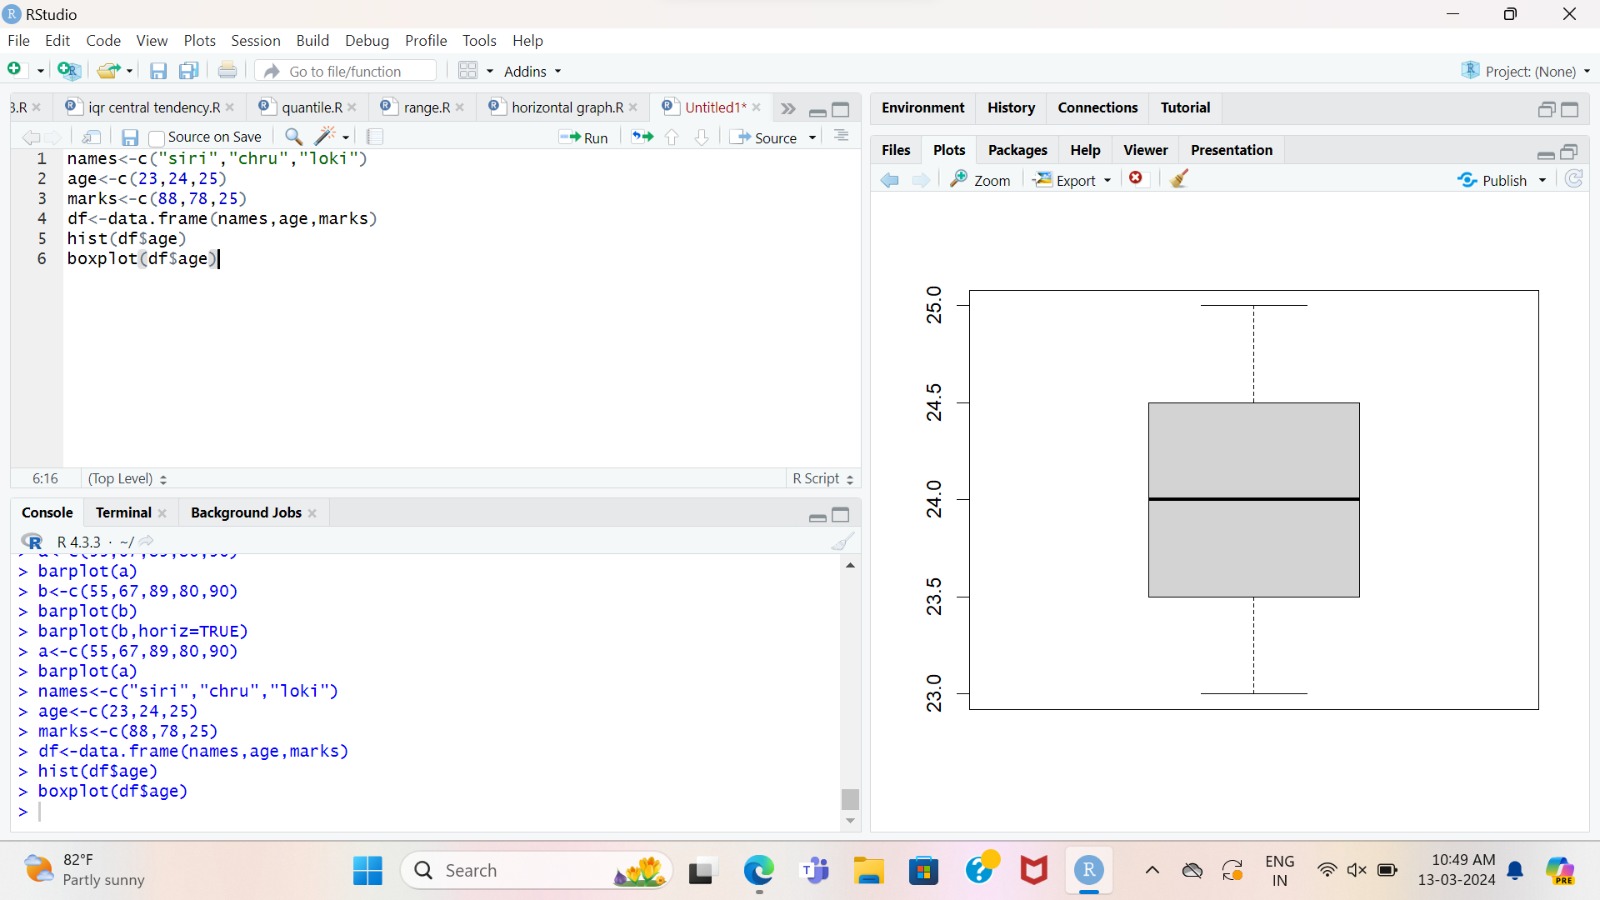 RStudio
File Edit Code View Plots Session Build Debug Profile Tools Help
Go to file/function Addins Project: (None)
3.R iqr central tendency.R quantile.R range.R horizontal graph.R Untitled1*
Source on Save Run Source
1 names<-c("siri","chru","loki")
2 age<-c(23,24,25)
3 marks<-c(88,78,25)
4 df<-data.frame(names,age,marks)
5 hist(df$age)
6 boxplot(df$age)
6:16 (Top Level) R Script
Console Terminal Background Jobs
R 4.3.3 · ~/
> barplot(a)
> b<-c(55,67,89,80,90)
> barplot(b)
> barplot(b,horiz=TRUE)
> a<-c(55,67,89,80,90)
> barplot(a)
> names<-c("siri","chru","loki")
> age<-c(23,24,25)
> marks<-c(88,78,25)
> df<-data.frame(names,age,marks)
> hist(df$age)
> boxplot(df$age)
>
Environment History Connections Tutorial
Files Plots Packages Help Viewer Presentation
Zoom Export Publish
25.0
24.5
24.0
23.5
23.0
82°F
Partly sunny
Search
ENG
IN
10:49 AM
13-03-2024
PRE